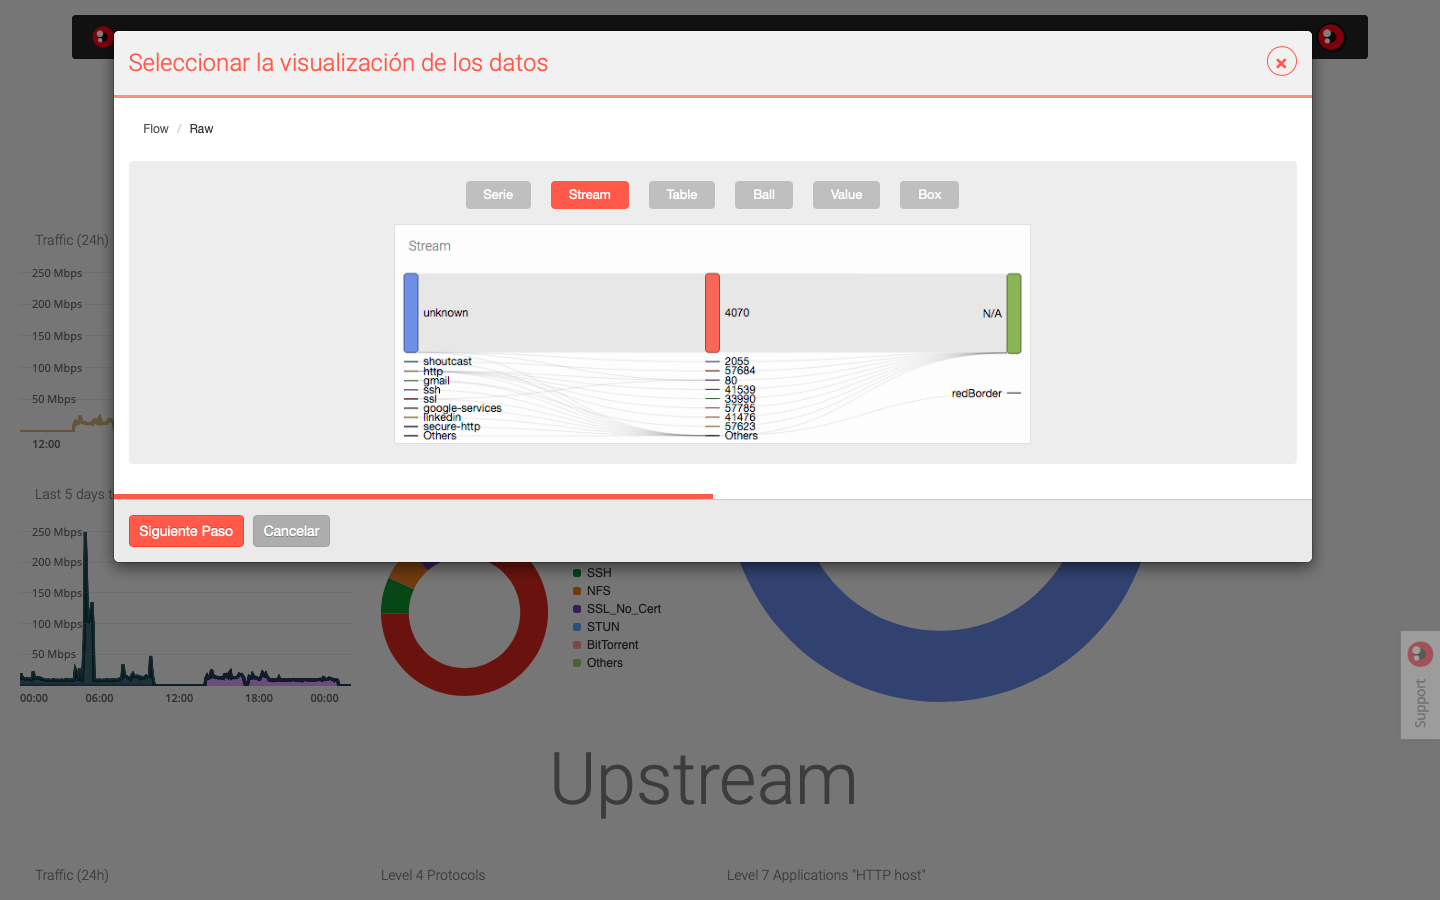 Seleccionar la visualización de los datos
Flow / Raw
Serie
Stream
Table
Ball
Value
Box
Stream
unknown
4070
N/A
shoutcast
http
gmail
ssh
ssl
google-services
linkedin
secure-http
Others
2055
57684
80
41539
33990
57785
41476
57623
Others
redBorder
Siguiente Paso
Cancelar
Traffic (24h)
250 Mbps
200 Mbps
150 Mbps
100 Mbps
50 Mbps
12:00
Last 5 days t
250 Mbps
200 Mbps
150 Mbps
100 Mbps
50 Mbps
00:00
06:00
12:00
18:00
00:00
SSH
NFS
SSL_No_Cert
STUN
BitTorrent
Others
Support
Upstream
Traffic (24h)
Level 4 Protocols
Level 7 Applications "HTTP host"